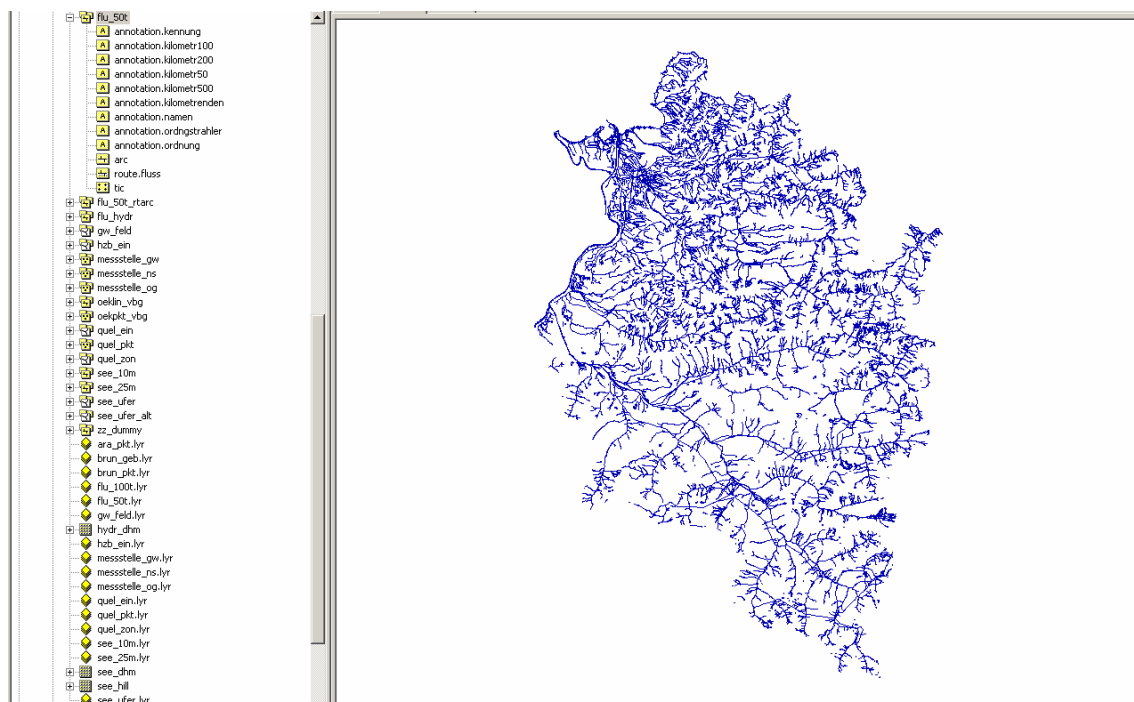 flu_50t
annotation.kennung
annotation.kilometr100
annotation.kilometr200
annotation.kilometr50
annotation.kilometr500
annotation.kilometrenden
annotation.namen
annotation.ordngstrahler
annotation.ordnung
arc
route.fluss
tic
flu_50t_rtarc
flu_hydr
gw_feld
hzb_ein
messstelle_gw
messstelle_ns
messstelle_og
oeklin_vbg
oekpkt_vbg
quel_ein
quel_pkt
quel_zon
see_10m
see_25m
see_ufer
see_ufer_alt
zz_dummy
ara_pkt.lyr
brun_geb.lyr
brun_pkt.lyr
flu_100t.lyr
flu_50t.lyr
gw_feld.lyr
hydr_dhm
hzb_ein.lyr
messstelle_gw.lyr
messstelle_ns.lyr
messstelle_og.lyr
quel_ein.lyr
quel_pkt.lyr
quel_zon.lyr
see_10m.lyr
see_25m.lyr
see_dhm
see_hill
see_ufer.lyr